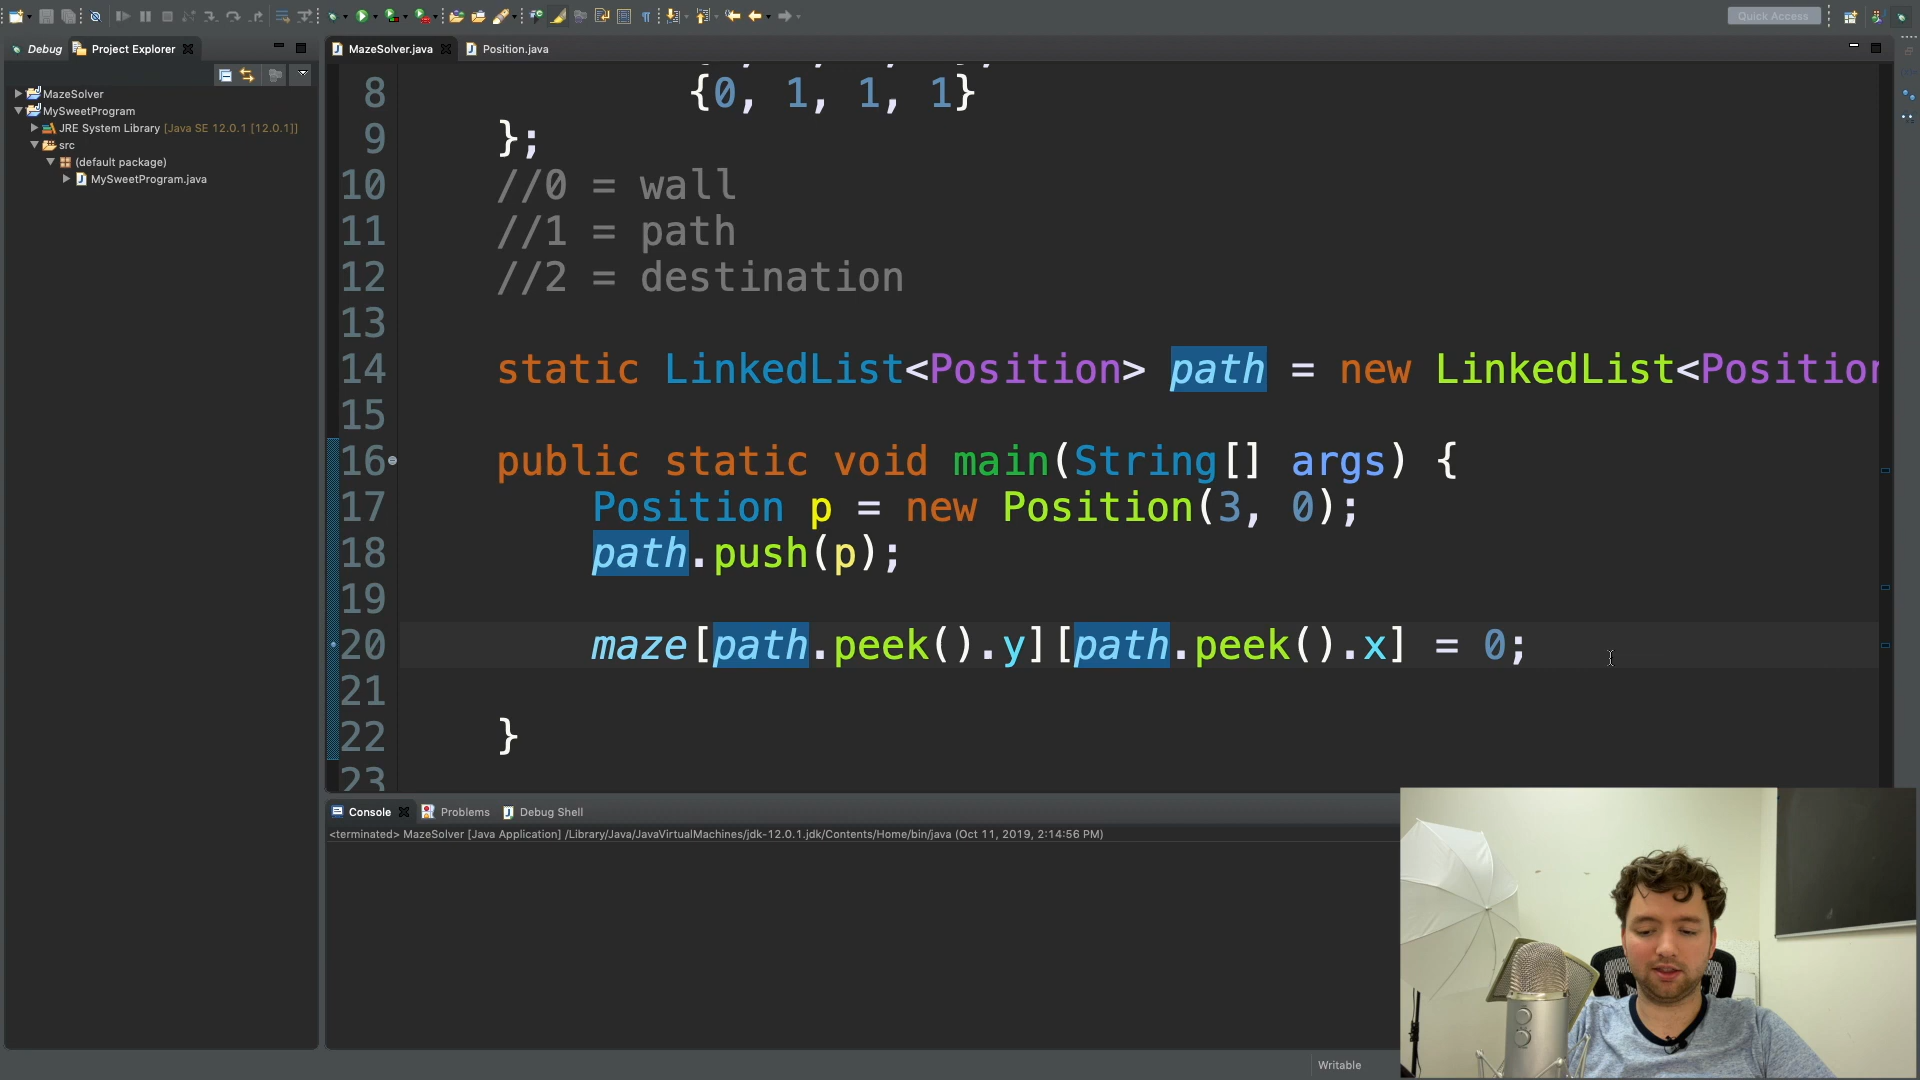 Quick Access
Debug
Project Explorer
MazeSolver.java
Position.java
MazeSolver
MySweetProgram
JRE System Library [Java SE 12.0.1 [12.0.1]]
src
(default package)
MySweetProgram.java
8 {0, 1, 1, 1}
9 };
10 //0 = wall
11 //1 = path
12 //2 = destination
13
14 static LinkedList<Position> path = new LinkedList<Position
15
16 public static void main(String[] args) {
17 Position p = new Position(3, 0);
18 path.push(p);
19
20 maze[path.peek().y][path.peek().x] = 0;
21
22 }
23
Console
Problems
Debug Shell
<terminated> MazeSolver [Java Application] /Library/Java/JavaVirtualMachines/jdk-12.0.1.jdk/Contents/Home/bin/java (Oct 11, 2019, 2:14:56 PM)
Writable